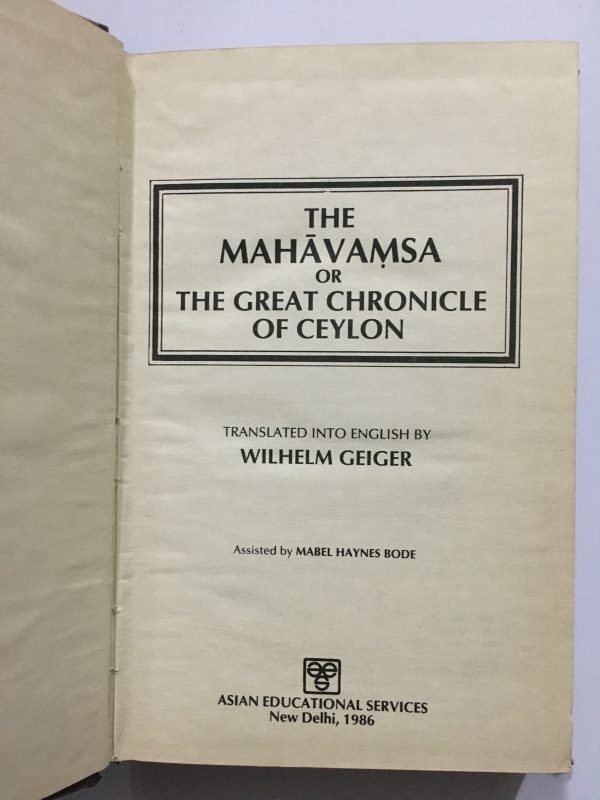 THE
MAHĀVAṂSA
OR
THE GREAT CHRONICLE
OF CEYLON
TRANSLATED INTO ENGLISH BY
WILHELM GEIGER
Assisted by MABEL HAYNES BODE
aes
ASIAN EDUCATIONAL SERVICES
New Delhi, 1986